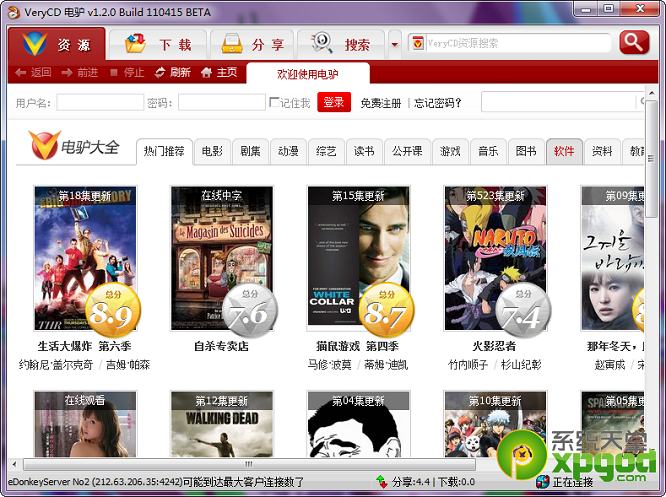 VeryCD 电驴 v1.2.0 Build 110415 BETA
资源 下载 分享 搜索 VeryCD资源搜索
返回 前进 停止 刷新 主页 欢迎使用电驴
用户名: 密码: 记住我 登录 免费注册 | 忘记密码?
电驴大全 热门推荐 电影 剧集 动漫 综艺 读书 公开课 游戏 音乐 图书 软件 资料 教育
第18集更新 在线中字 第15集更新 第523集更新 第09集更
Le Magasin des Suicides
NARUTO
그 겨울
바람
WHITE COLLAR USA
THR
总分 8.9 总分 7.6 总分 8.7 总分 7.4
生活大爆炸 第六季 自杀专卖店 猫鼠游戏 第四季 火影忍者 那年冬天,
约翰尼·盖尔克奇 / 吉姆·帕森 马修·波莫 / 蒂姆·迪凯 竹内顺子 / 杉山纪彰 赵寅成 /
在线观看 第12集更新 第04集更新 第10集更新 第05集更
WALKING DEAD
系统天堂
xpgod
eDonkeyServer No2 (212.63.206.35:4242)可能达到最大客户连接数了 分享:4.4 | 下载:0.0 正在连接